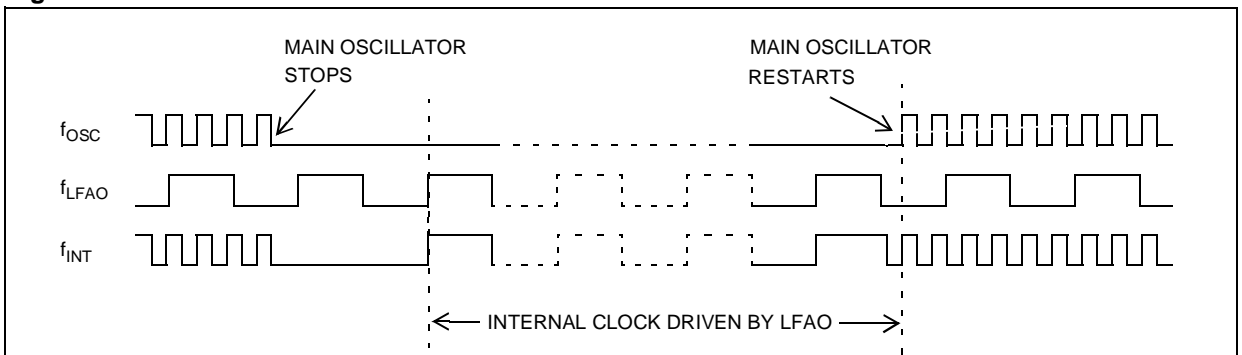 MAIN OSCILLATOR
STOPS
MAIN OSCILLATOR
RESTARTS
fOSC
fLFAO
fINT
INTERNAL CLOCK DRIVEN BY LFAO